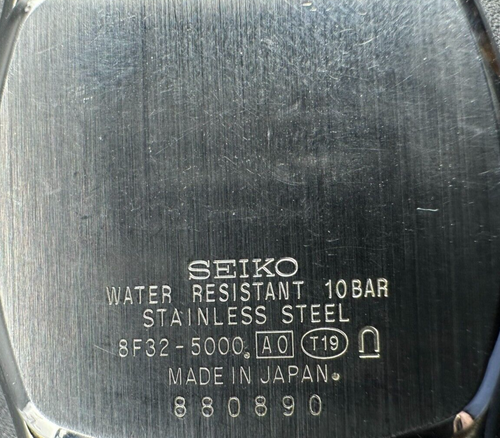 SEIKO
WATER RESISTANT 10BAR
STAINLESS STEEL
8F32-5000 A0 T19
MADE IN JAPAN
880890